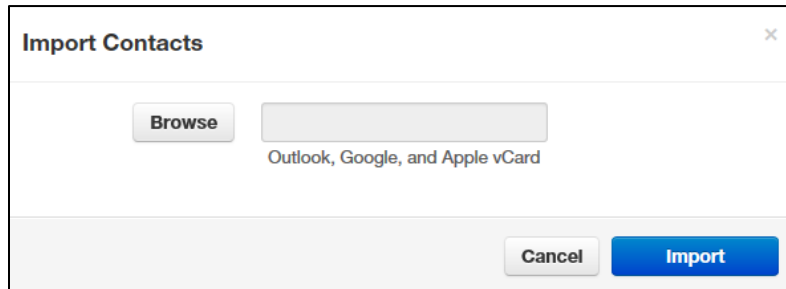 Import Contacts ×
Browse
Outlook, Google, and Apple vCard
Cancel Import